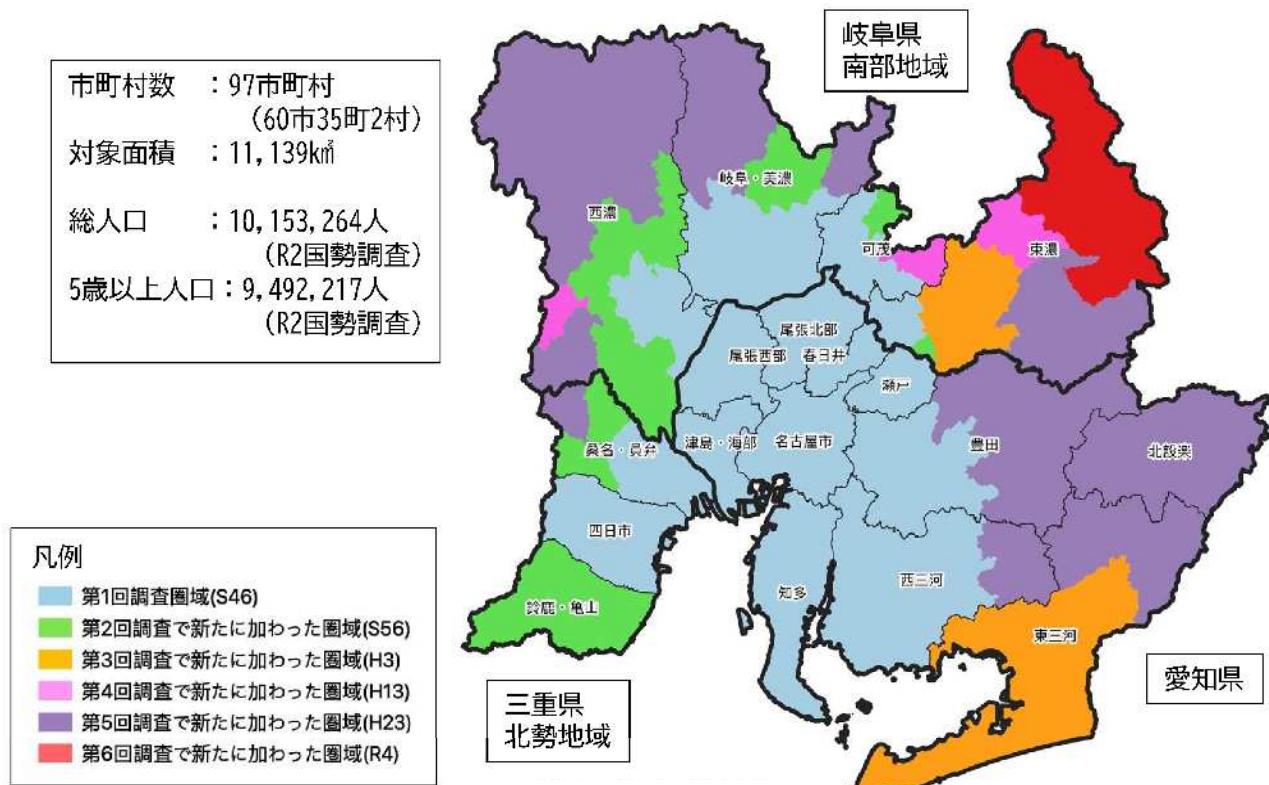 岐阜県
南部地域
市町村数 ：97市町村
（60市35町2村）
対象面積 ：11,139k㎡
総人口 ：10,153,264人
（R2国勢調査）
5歳以上人口：9,492,217人
（R2国勢調査）
岐阜・美濃
西濃
可茂
東濃
尾張北部
尾張西部
春日井
瀬戸
津島・海部
名古屋市
豊田
北設楽
桑名・員弁
四日市
西三河
知多
鈴鹿・亀山
東三河
愛知県
三重県
北勢地域
凡例
第1回調査圏域(S46)
第2回調査で新たに加わった圏域(S56)
第3回調査で新たに加わった圏域(H3)
第4回調査で新たに加わった圏域(H13)
第5回調査で新たに加わった圏域(H23)
第6回調査で新たに加わった圏域(R4)